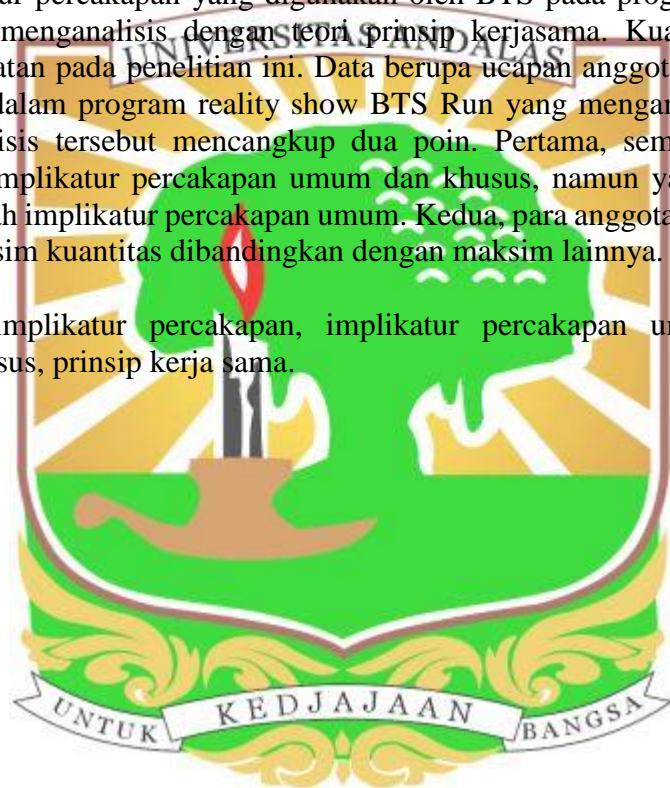 ur percakapan yang digunakan oleh BTS pada prog
menganalisis dengan teori prinsip kerjasama. Kua
UNIVERSITAS ANDALAS
atan pada penelitian ini. Data berupa ucapan anggot
dalam program reality show BTS Run yang mengan
isis tersebut mencangkup dua poin. Pertama, sem
mplikatur percakapan umum dan khusus, namun ya
ah implikatur percakapan umum. Kedua, para anggota
sim kuantitas dibandingkan dengan maksim lainnya.
implikatur percakapan, implikatur percakapan u
sus, prinsip kerja sama.
UNTUK KEDJAJAAN BANGSA